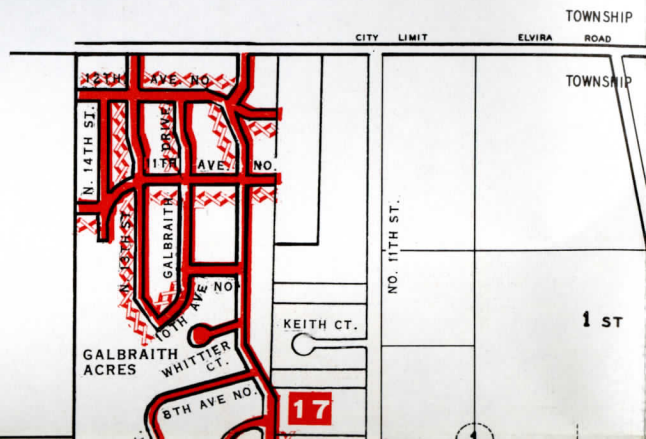 TOWNSHIP
CITY LIMIT ELVIRA ROAD
TOWNSHIP
12TH AVE. NO.
N. 14TH ST.
DRIVE
11TH AVE. NO.
GALBRAITH
N. 13TH ST.
NO. 11TH ST.
10TH AVE. NO.
KEITH CT.
1 ST
GALBRAITH
ACRES
WHITTIER
CT.
8TH AVE NO.
17
1